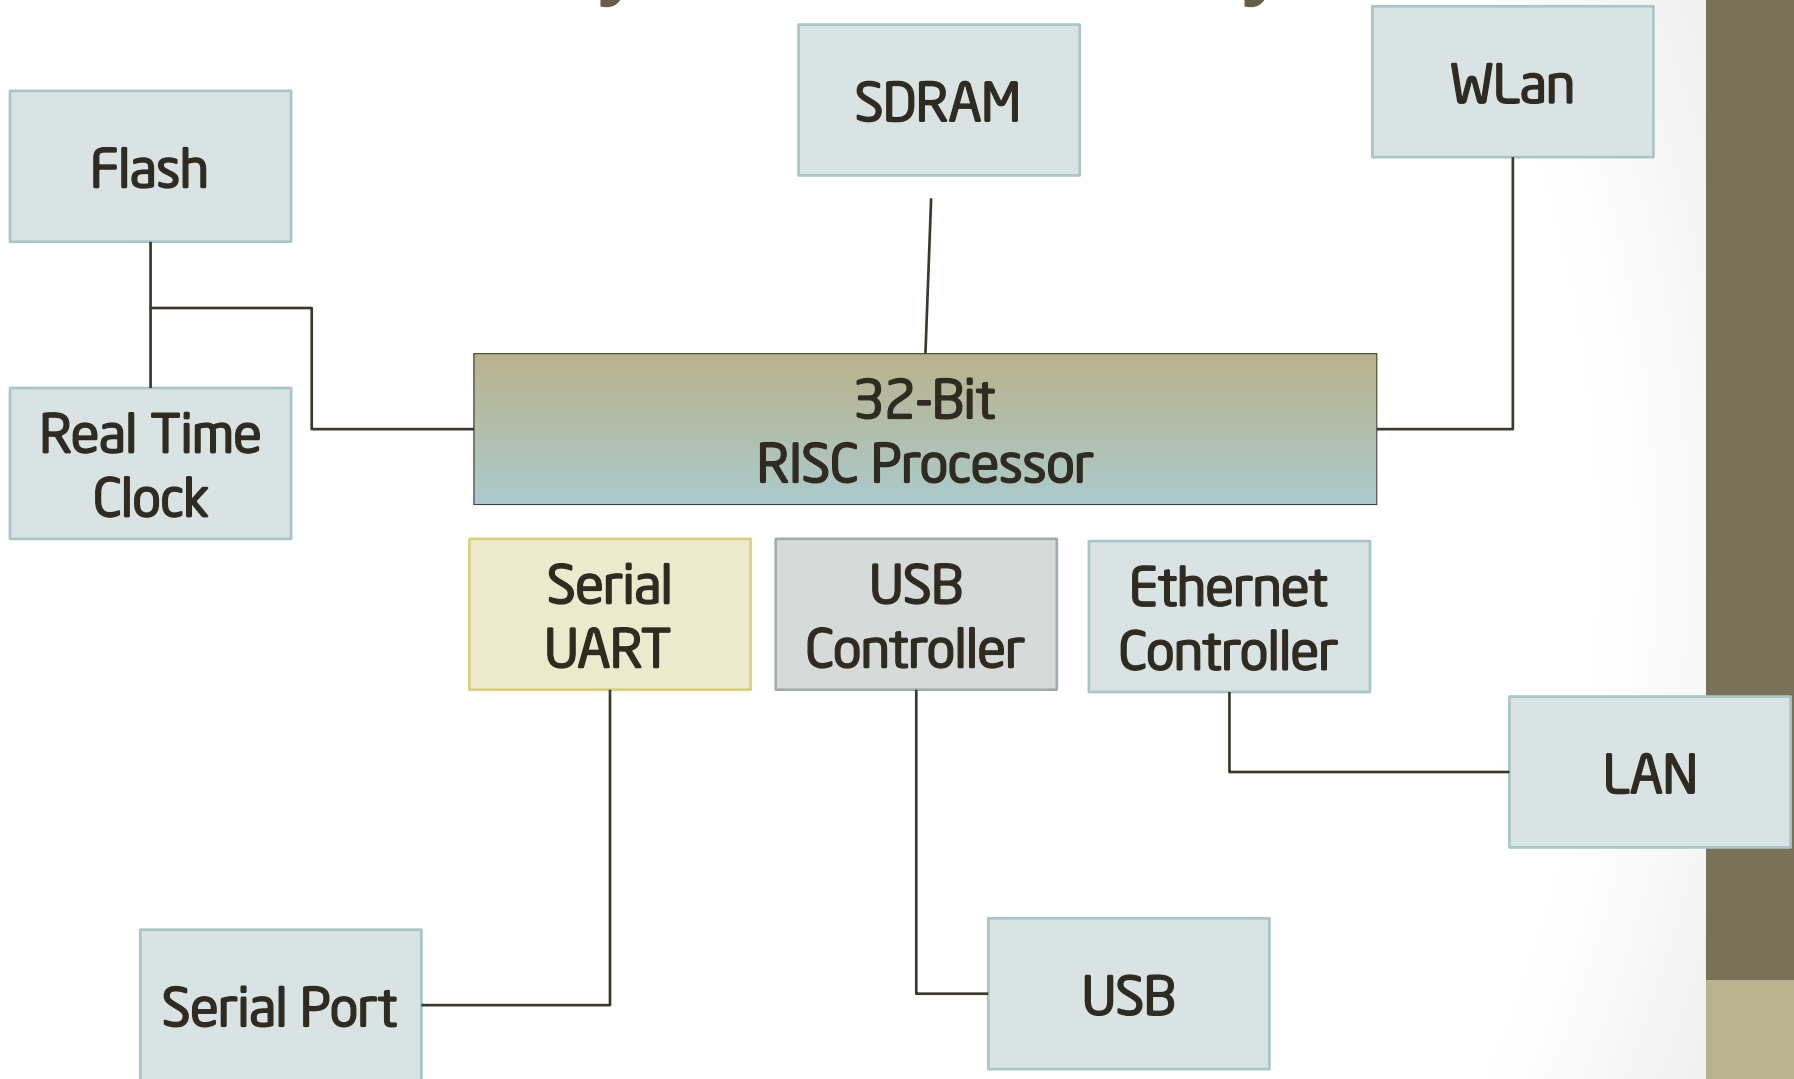 SDRAM
WLan
Flash
32-Bit
RISC Processor
Real Time
Clock
Serial
UART
USB
Controller
Ethernet
Controller
LAN
Serial Port
USB